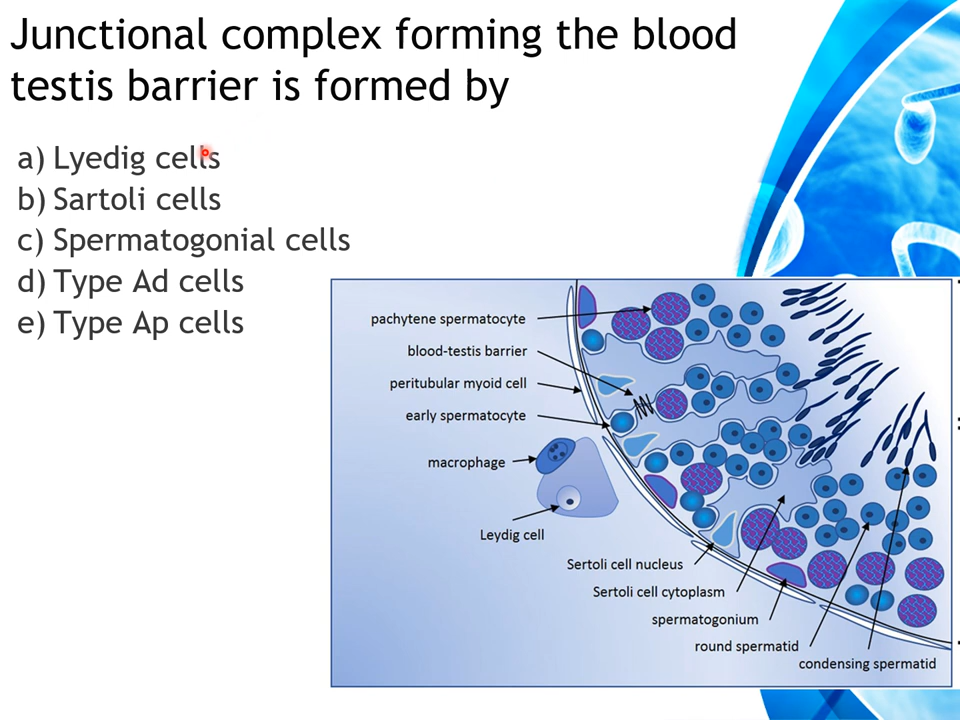 Junctional complex forming the blood
testis barrier is formed by
a) Lyedig cells
b) Sartoli cells
c) Spermatogonial cells
d) Type Ad cells
e) Type Ap cells
pachytene spermatocyte
blood-testis barrier
peritubular myoid cell
early spermatocyte
macrophage
Leydig cell
Sertoli cell nucleus
Sertoli cell cytoplasm
spermatogonium
round spermatid
condensing spermatid